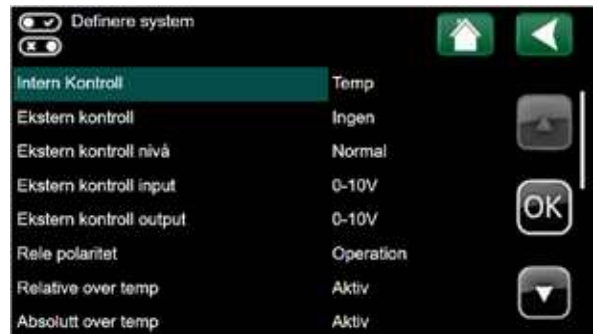 Definere system
Intern Kontroll Temp
Ekstern kontroll Ingen
Ekstern kontroll nivå Normal
Ekstern kontroll input 0-10V
Ekstern kontroll output 0-10V
OK
Rele polaritet Operation
Relative over temp Aktiv
Absolutt over temp Aktiv